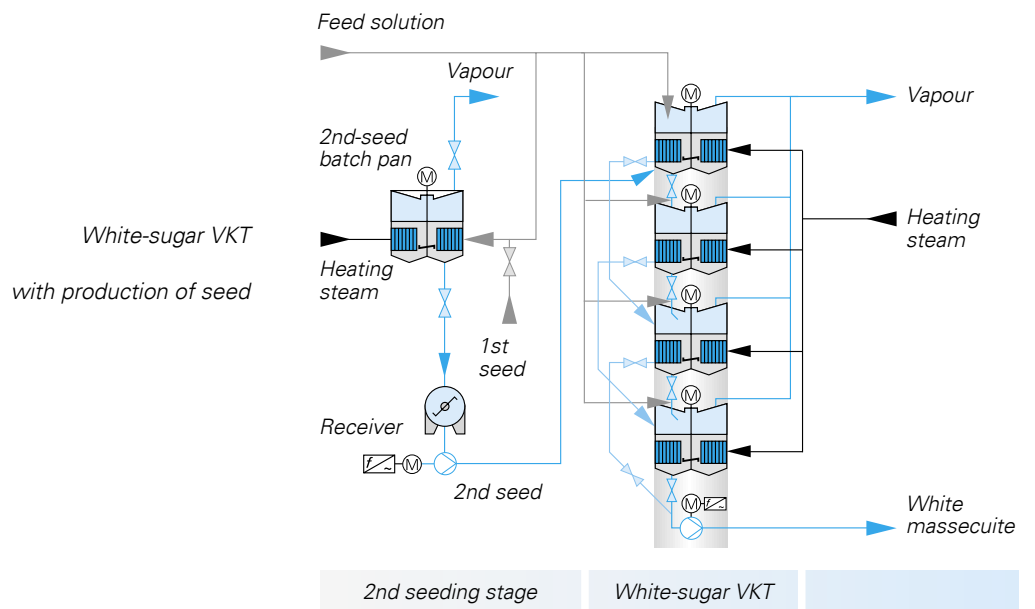 Feed solution
Vapour
2nd-seed
batch pan
M
White-sugar VKT
with production of seed
Heating
steam
1st
seed
Receiver
f ~
M
2nd seed
M
M
M
M
M
f ~
Vapour
Heating
steam
White
massecuite
2nd seeding stage
White-sugar VKT